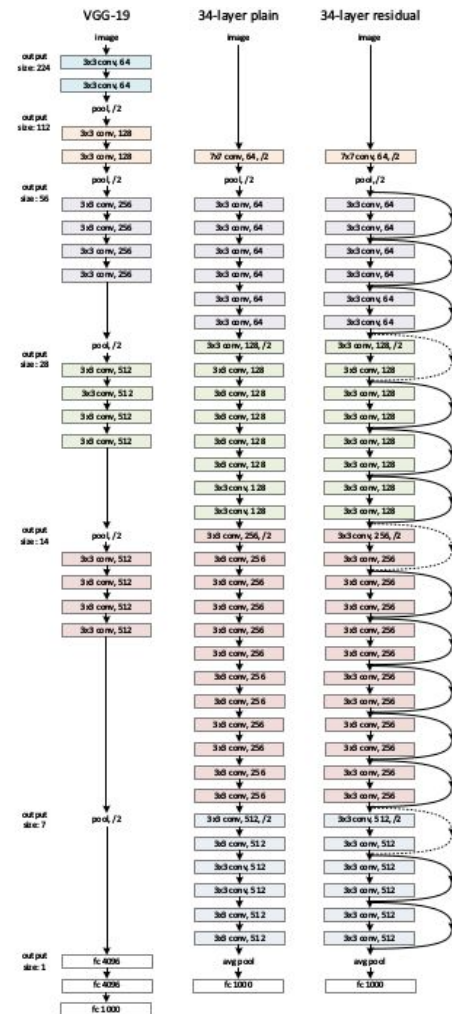 VGG-19
image
output size: 224
3x3 conv, 64
3x3 conv, 64
pool, /2
output size: 112
3x3 conv, 128
3x3 conv, 128
pool, /2
output size: 56
3x3 conv, 256
3x3 conv, 256
3x3 conv, 256
3x3 conv, 256
pool, /2
output size: 28
3x3 conv, 512
3x3 conv, 512
3x3 conv, 512
3x3 conv, 512
pool, /2
output size: 14
3x3 conv, 512
3x3 conv, 512
3x3 conv, 512
3x3 conv, 512
pool, /2
output size: 7
output size: 1
fc 4096
fc 4096
fc 1000
34-layer plain
image
7x7 conv, 64, /2
pool, /2
3x3 conv, 64
3x3 conv, 64
3x3 conv, 64
3x3 conv, 64
3x3 conv, 64
3x3 conv, 64
3x3 conv, 128, /2
3x3 conv, 128
3x3 conv, 128
3x3 conv, 128
3x3 conv, 128
3x3 conv, 128
3x3 conv, 128
3x3 conv, 128
3x3 conv, 256, /2
3x3 conv, 256
3x3 conv, 256
3x3 conv, 256
3x3 conv, 256
3x3 conv, 256
3x3 conv, 256
3x3 conv, 256
3x3 conv, 256
3x3 conv, 256
3x3 conv, 256
3x3 conv, 256
3x3 conv, 512, /2
3x3 conv, 512
3x3 conv, 512
3x3 conv, 512
3x3 conv, 512
3x3 conv, 512
avg pool
fc 1000
34-layer residual
image
7x7 conv, 64, /2
pool, /2
3x3 conv, 64
3x3 conv, 64
3x3 conv, 64
3x3 conv, 64
3x3 conv, 64
3x3 conv, 64
3x3 conv, 128, /2
3x3 conv, 128
3x3 conv, 128
3x3 conv, 128
3x3 conv, 128
3x3 conv, 128
3x3 conv, 128
3x3 conv, 128
3x3 conv, 256, /2
3x3 conv, 256
3x3 conv, 256
3x3 conv, 256
3x3 conv, 256
3x3 conv, 256
3x3 conv, 256
3x3 conv, 256
3x3 conv, 256
3x3 conv, 256
3x3 conv, 256
3x3 conv, 256
3x3 conv, 512, /2
3x3 conv, 512
3x3 conv, 512
3x3 conv, 512
3x3 conv, 512
3x3 conv, 512
avg pool
fc 1000